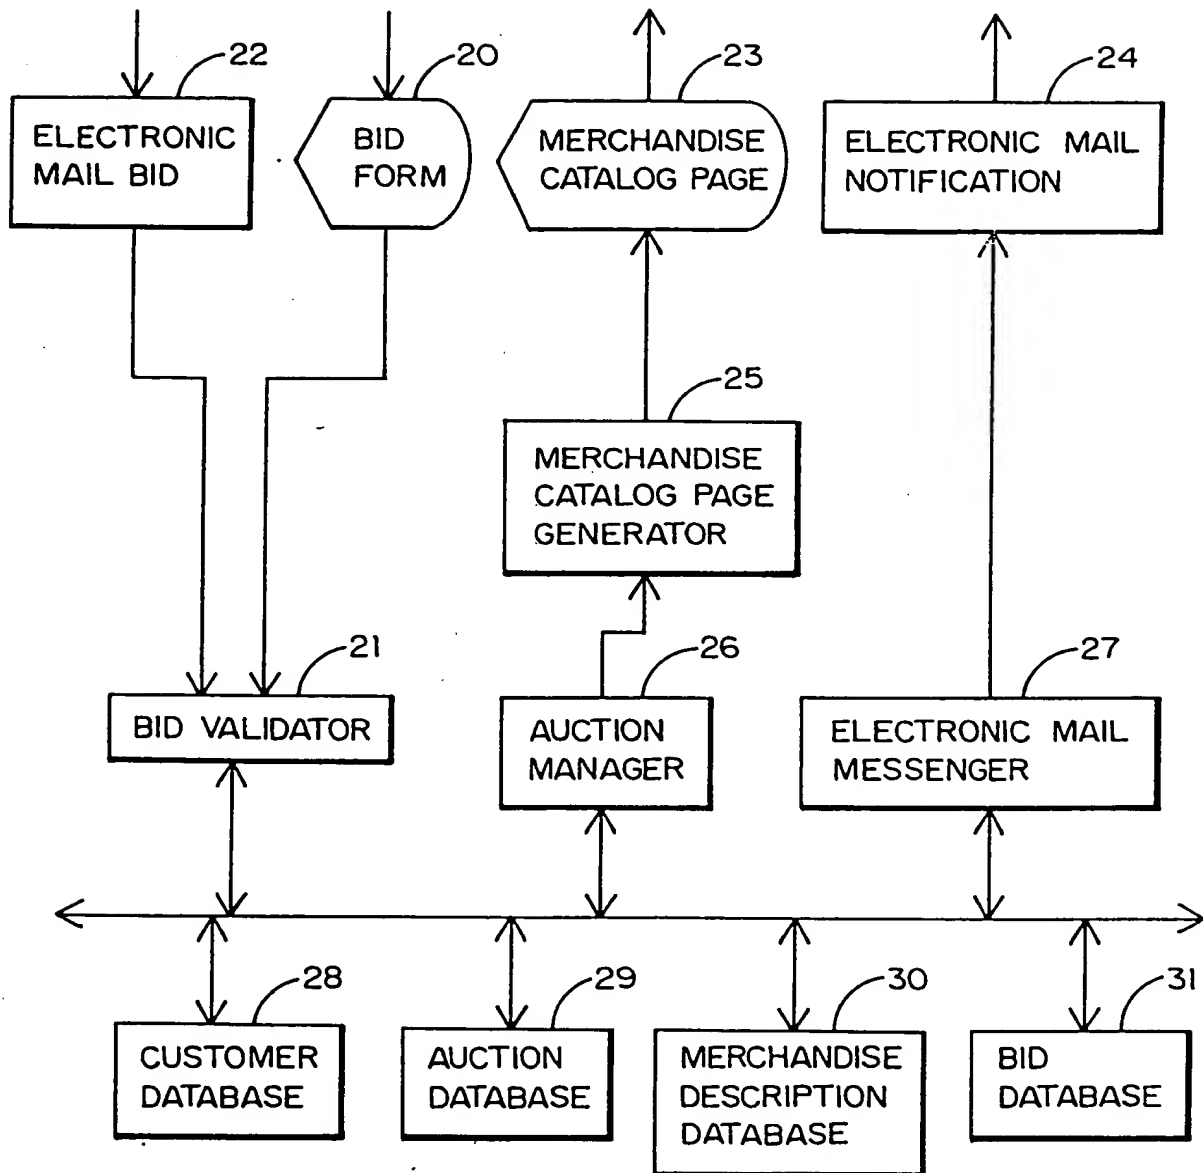 22
20
23
24
ELECTRONIC
MAIL BID
BID
FORM
MERCHANDISE
CATALOG PAGE
ELECTRONIC MAIL
NOTIFICATION
25
MERCHANDISE
CATALOG PAGE
GENERATOR
21
26
27
BID VALIDATOR
AUCTION
MANAGER
ELECTRONIC MAIL
MESSENGER
28
29
30
31
CUSTOMER
DATABASE
AUCTION
DATABASE
MERCHANDISE
DESCRIPTION
DATABASE
BID
DATABASE